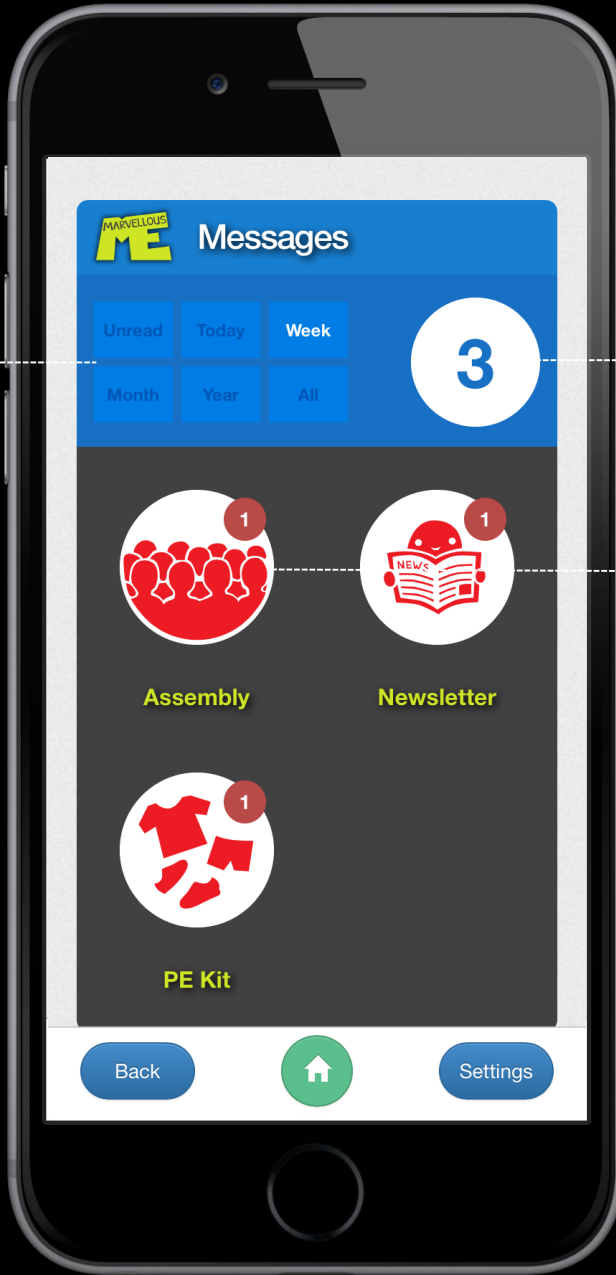 MARVELLOUS
ME
Messages
Unread Today Week
3
Month Year All
1 1
NEWS
Assembly Newsletter
1
PE Kit
Back Settings